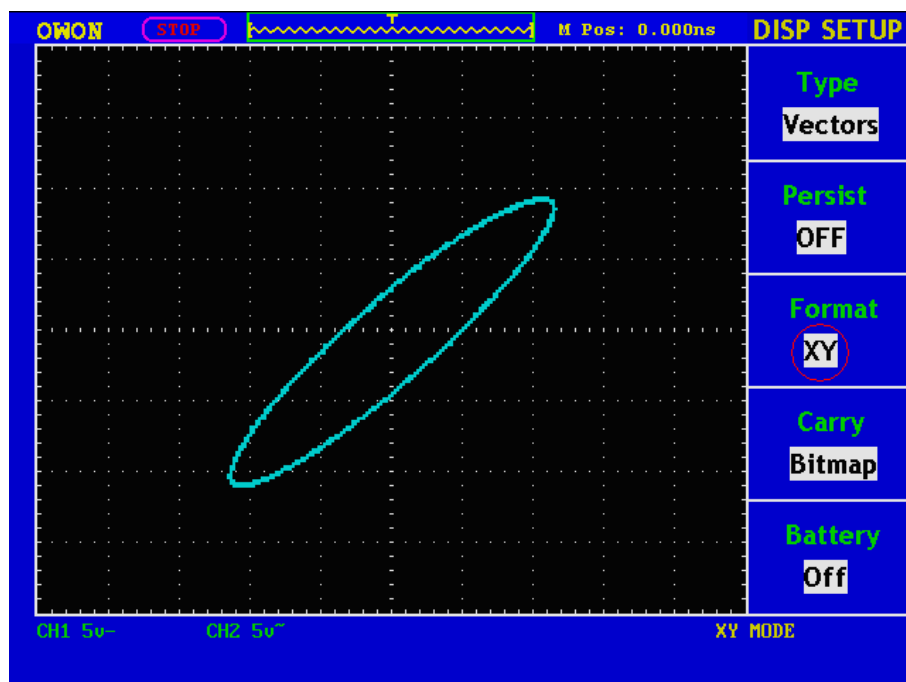 OWON STOP T M Pos: 0.000ns DISP SETUP
Type
Vectors
Persist
OFF
Format
XY
Carry
Bitmap
Battery
Off
CH1 5v- CH2 5v~ XY MODE